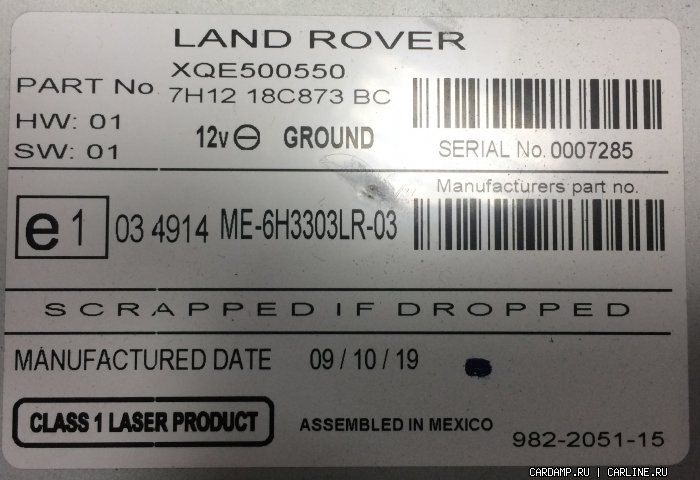 LAND ROVER
PART No. XQE500550
7H12 18C873 BC
HW: 01
SW: 01
12v GROUND
SERIAL No. 0007285
Manufacturers part no.
e1 03 4914 ME-6H3303LR-03
SCRAPPED IF DROPPED
MANUFACTURED DATE 09 / 10 / 19
CLASS 1 LASER PRODUCT
ASSEMBLED IN MEXICO
982-2051-15
CARDAMP.RU | CARLINE.RU